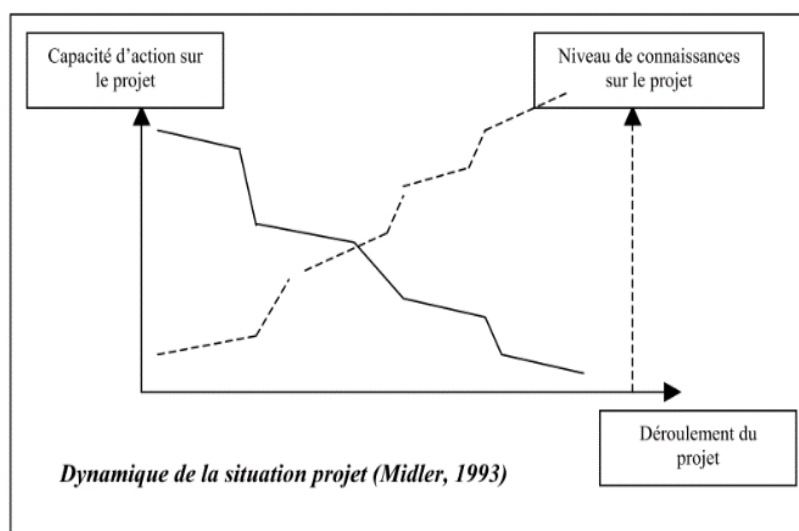 Capacité d'action sur
le projet
Niveau de connaissances
sur le projet
Déroulement du
projet
Dynamique de la situation projet (Midler, 1993)